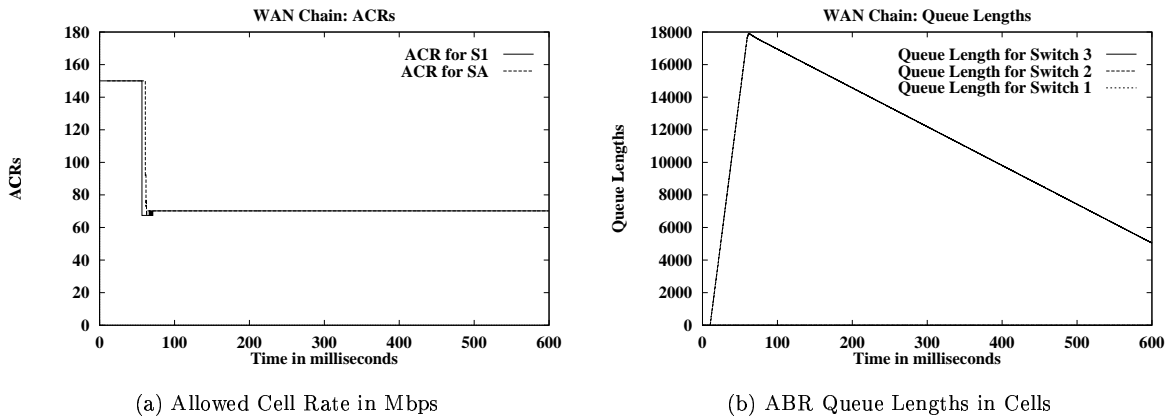 WAN Chain: ACRs
180
160
140
120
100
80
60
40
20
0
ACRs
ACR for S1
ACR for SA
0 100 200 300 400 500 600
Time in milliseconds
(a) Allowed Cell Rate in Mbps
WAN Chain: Queue Lengths
18000
16000
14000
12000
10000
8000
6000
4000
2000
0
Queue Lengths
Queue Length for Switch 3
Queue Length for Switch 2
Queue Length for Switch 1
0 100 200 300 400 500 600
Time in milliseconds
(b) ABR Queue Lengths in Cells